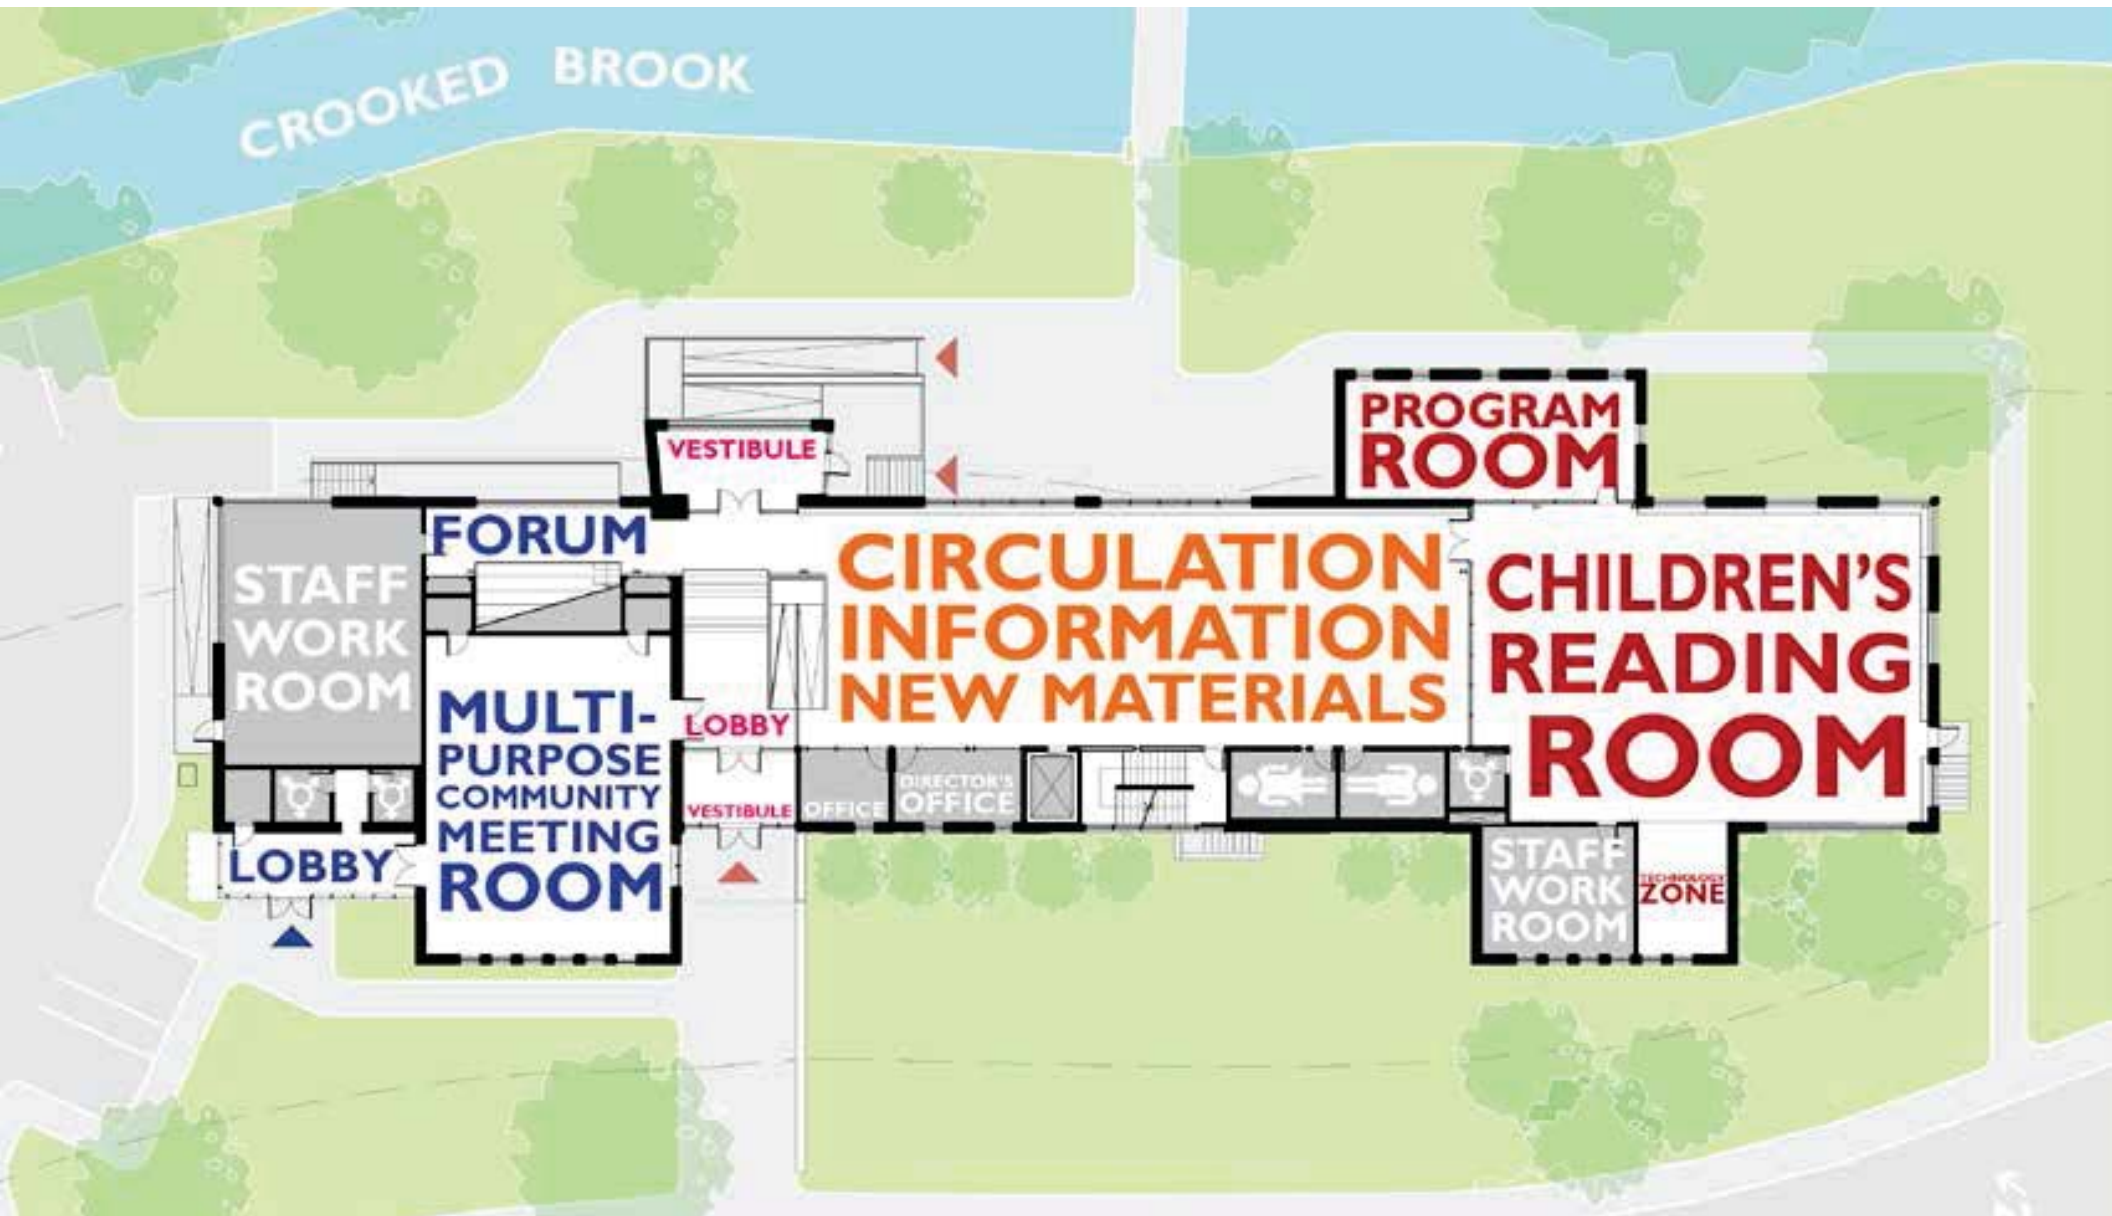 CROOKED BROOK
VESTIBULE
PROGRAM
ROOM
FORUM
STAFF
WORK
ROOM
CIRCULATION
INFORMATION
NEW MATERIALS
CHILDREN'S
READING
ROOM
MULTI-
PURPOSE
COMMUNITY
MEETING
ROOM
LOBBY
VESTIBULE
OFFICE
DIRECTOR'S
OFFICE
LOBBY
STAFF
WORK
ROOM
TECHNOLOGY
ZONE